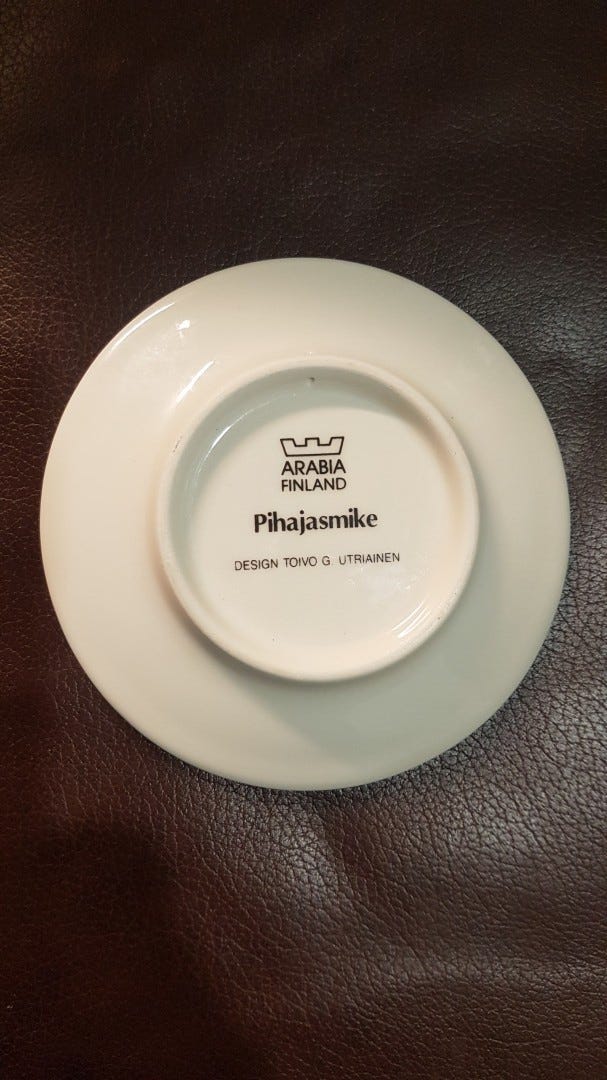 ARABIA
FINLAND
Pihajasmike
DESIGN TOIVO G. UTRIAINEN